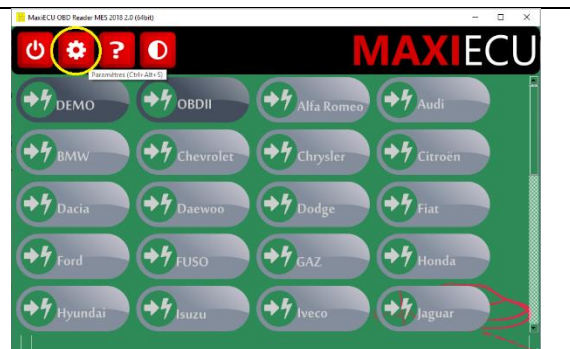 MaxiECU OBD Reader MES 2018 2.0 (64bit)
MAXIECU
Paramètres (Ctrl+Alt+S)
DEMO OBDII Alfa Romeo Audi
BMW Chevrolet Chrysler Citroën
Dacia Daewoo Dodge Fiat
Ford FUSO GAZ Honda
Hyundai Isuzu Iveco Jaguar